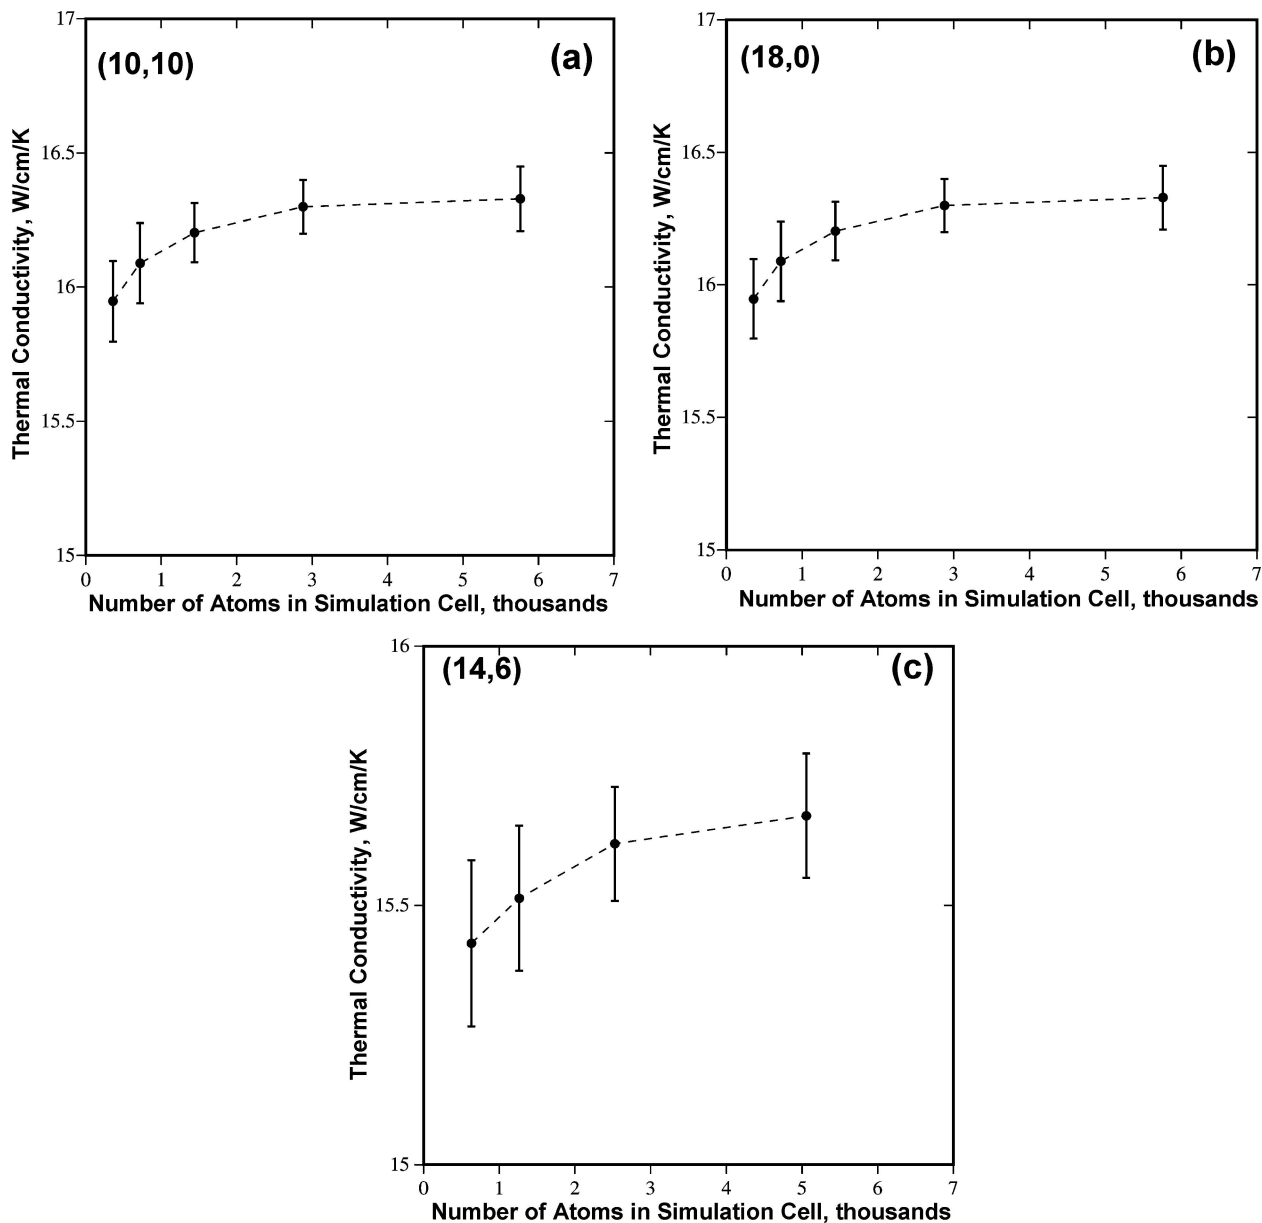 (10,10)
(a)
Thermal Conductivity, W/cm/K
17
16.5
16
15.5
15
0 1 2 3 4 5 6 7
Number of Atoms in Simulation Cell, thousands
(18,0)
(b)
Thermal Conductivity, W/cm/K
17
16.5
16
15.5
15
0 1 2 3 4 5 6 7
Number of Atoms in Simulation Cell, thousands
(14,6)
(c)
Thermal Conductivity, W/cm/K
16
15.5
15
0 1 2 3 4 5 6 7
Number of Atoms in Simulation Cell, thousands